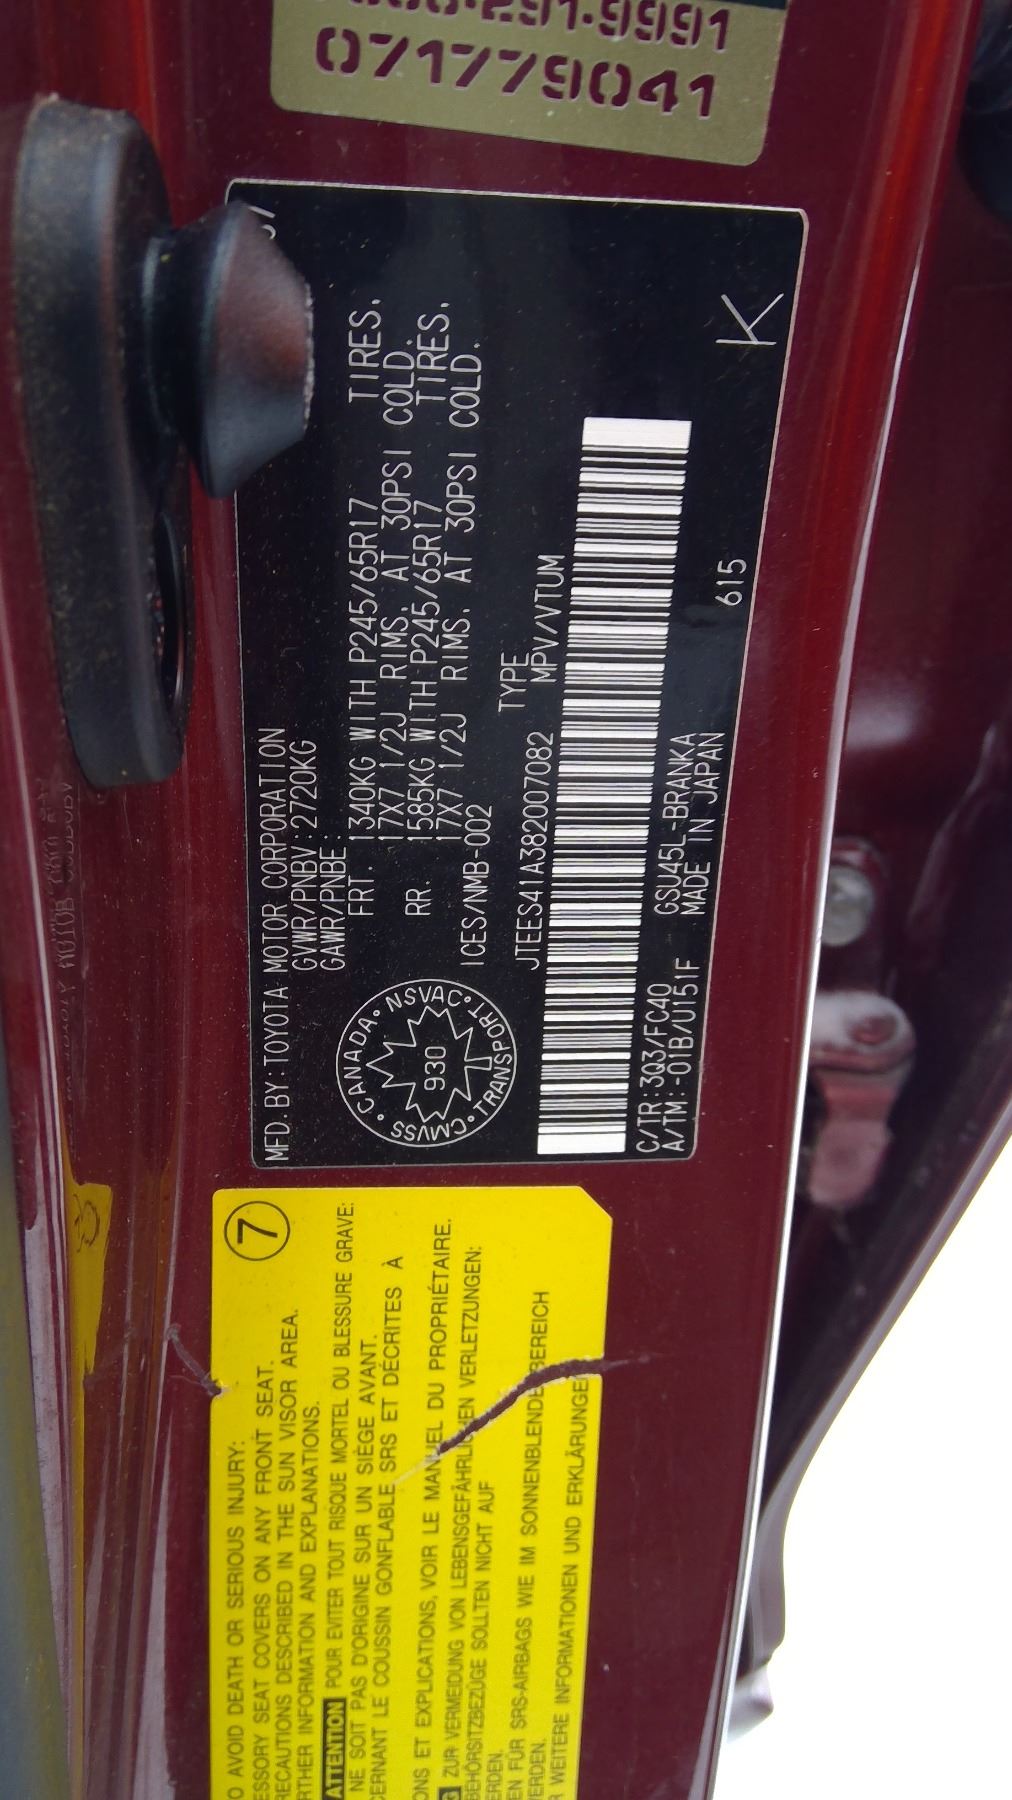 291-9991
071779041
MFD.BY:TOYOTA MOTOR CORPORATION
GVWR/PNBV:2720KG
GAWR/PNBE:
FRT. 1340KG WITH P245/65R17 TIRES.
17X7 1/2J RIMS. AT 30PSI COLD.
RR. 1585KG WITH P245/65R17 TIRES.
17X7 1/2J RIMS. AT 30PSI COLD.
ICES/NMB-002
CANADA • NSVAC • TRANSPORT • CMVSS •
930
JTEES41A382007082 TYPE MPV/VTUM
C/TR:3Q3/FC40 GSU45L-BRANKA
A/TM:-01B/U151F MADE IN JAPAN
615
K
7
O AVOID DEATH OR SERIOUS INJURY:
ESSORY SEAT COVERS ON ANY FRONT SEAT.
RECAUTIONS DESCRIBED IN THE SUN VISOR AREA.
RTHER INFORMATION AND EXPLANATIONS.
ATTENTION POUR EVITER TOUT RISQUE MORTEL OU BLESSURE GRAVE:
NE SOIT PAS D'ORIGINE SUR UN SIÈGE AVANT.
CERNANT LE COUSSIN GONFLABLE SRS ET DÉCRITES À
ONS ET EXPLICATIONS, VOIR LE MANUEL DU PROPRIÉTAIRE.
G ZUR VERMEIDUNG VON LEBENSGEFÄHRLICHEN VERLETZUNGEN:
BEHÖRSITZBEZÜGE SOLLTEN NICHT AUF
ERDEN.
EN FÜR SRS-AIRBAGS WIE IM SONNENBLENDENBEREICH
WERDEN.
WEITERE INFORMATIONEN UND ERKLÄRUNGEN